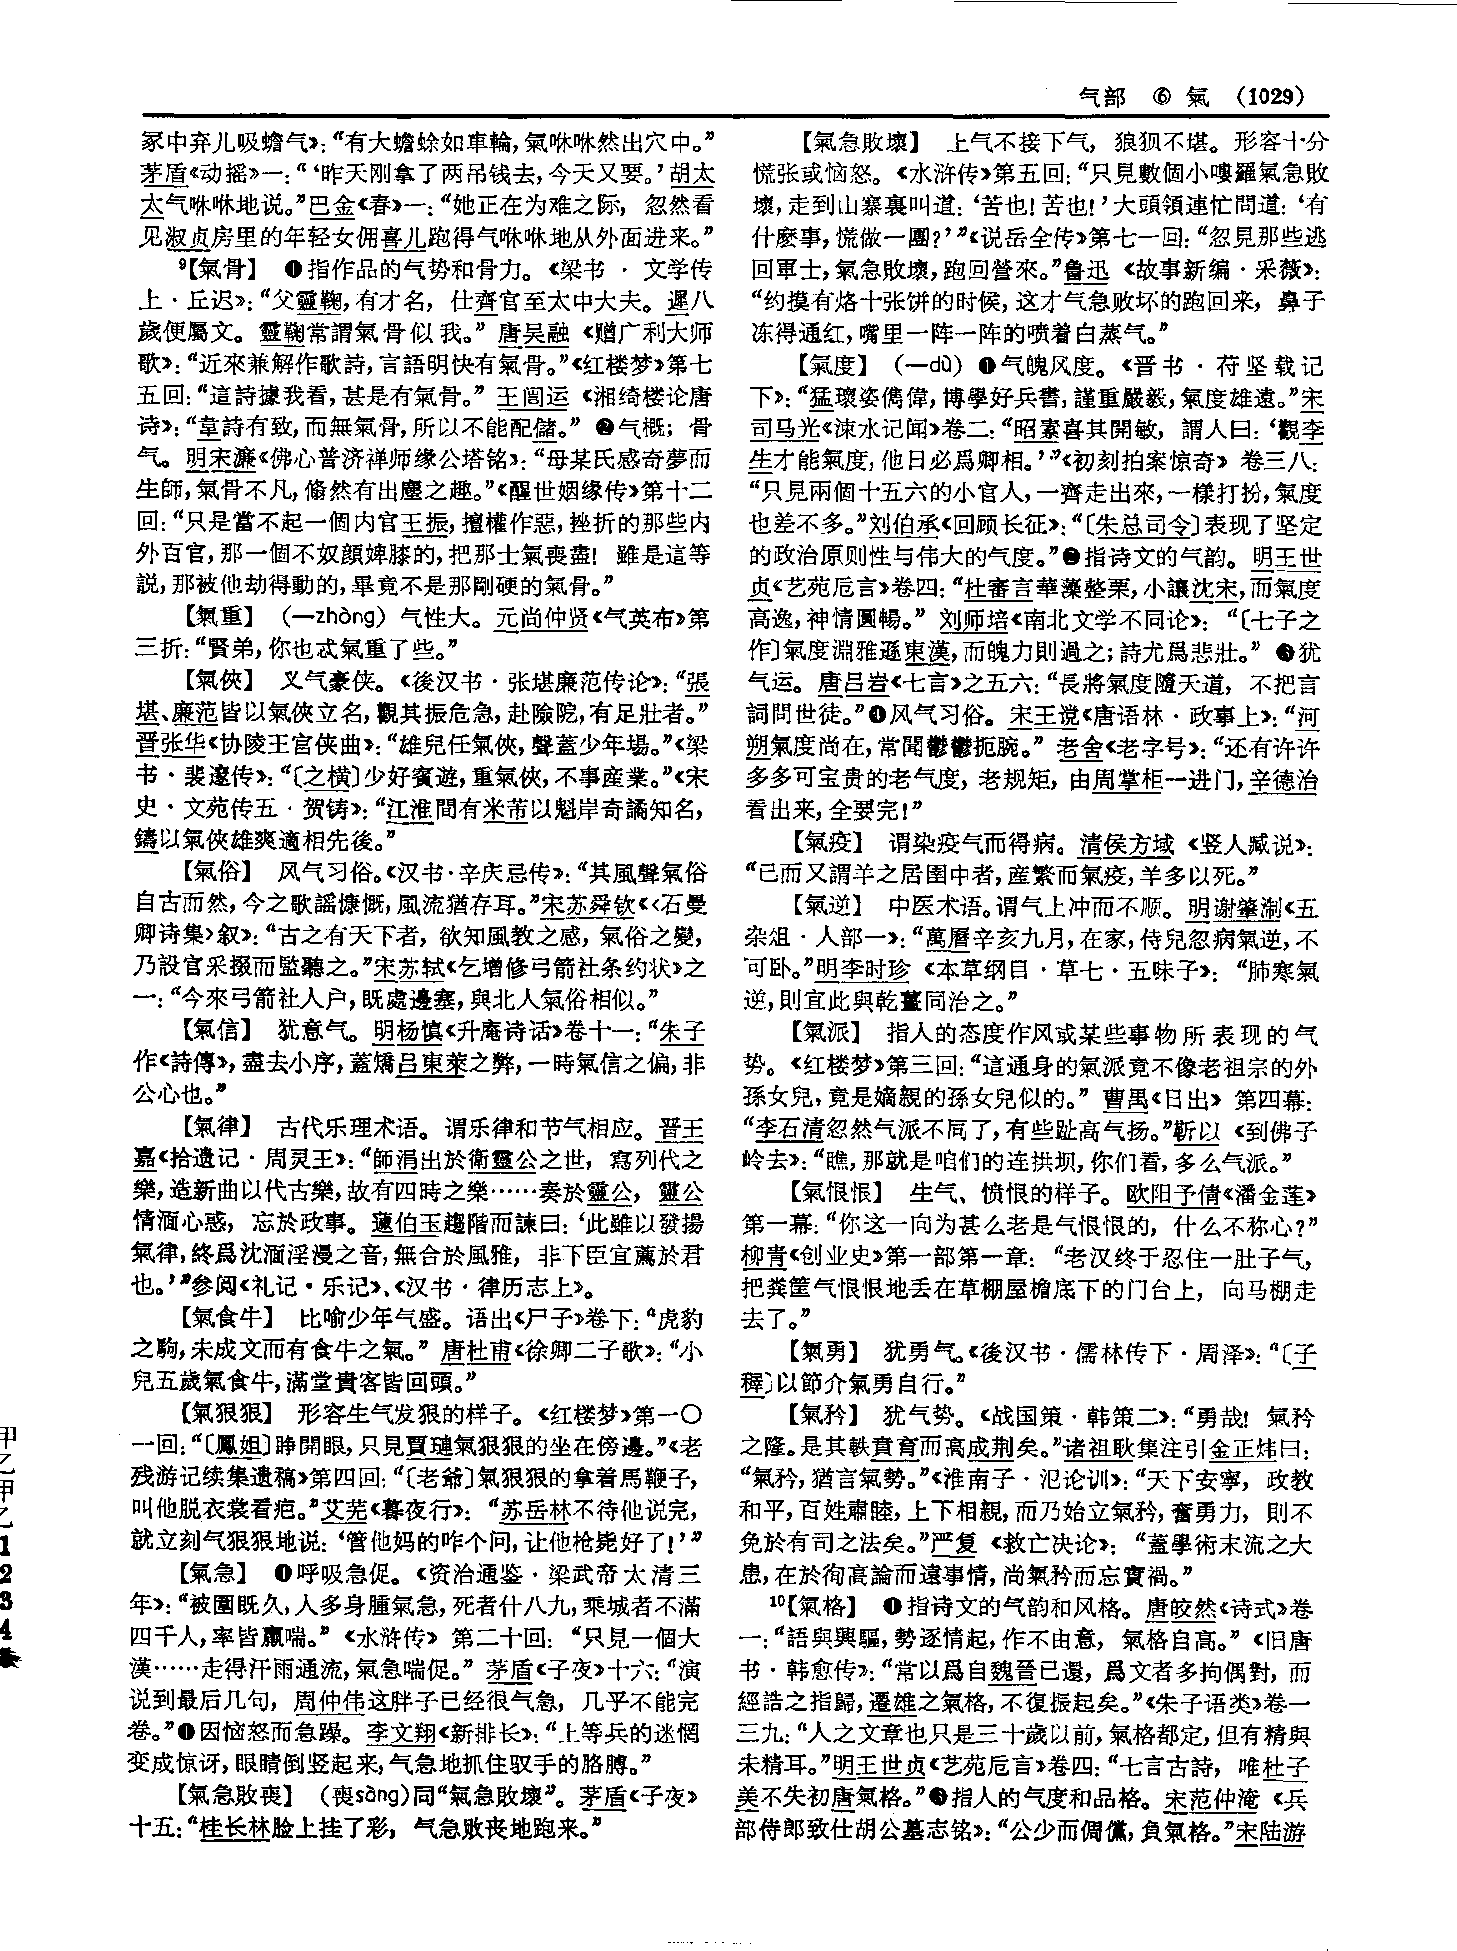 气部 ⑥ 氣 (1029)
冢中弃儿吸蟾气》：“有大蟾蜍如車輪，氣咻咻然出穴中。”
茅盾《动摇》一：“‘昨天刚拿了两吊钱去，今天又要。’胡太
太气咻咻地说。”巴金《春》一：“她正在为难之际，忽然看
见淑贞房里的年轻女佣喜儿跑得气咻咻地从外面进来。”
⁹【氣骨】 ❶指作品的气势和骨力。《梁书·文学传
上·丘迟》：“父靈鞠，有才名，仕齊官至太中大夫。遲八
歲便屬文。靈鞠常謂氣骨似我。”唐吴融《赠广利大师
歌》：“近來兼解作歌詩，言語明快有氣骨。”《红楼梦》第七
五回：“這詩據我看，甚是有氣骨。”王闿运《湘绮楼论唐
诗》：“韋詩有致，而無氣骨，所以不能配儲。”❷气概；骨
气。明宋濂《佛心普济禅师缘公塔铭》：“母某氏感奇夢而
生師，氣骨不凡，翛然有出塵之趣。”《醒世姻缘传》第十二
回：“只是當不起一個内官王振，擅權作惡，挫折的那些内
外百官，那一個不奴顔婢膝的，把那士氣喪盡！雖是這等
説，那被他劫得動的，畢竟不是那剛硬的氣骨。”
【氣重】 (—zhòng) 气性大。元尚仲贤《气英布》第
三折：“賢弟，你也忒氣重了些。”
【氣俠】 义气豪侠。《後汉书·张堪廉范传论》：“張
堪、廉范皆以氣俠立名，觀其振危急，赴險阸，有足壯者。”
晋张华《协陵王宫侠曲》：“雄兒任氣俠，聲蓋少年場。”《梁
书·裴邃传》：“〔之横〕少好賓遊，重氣俠，不事産業。”《宋
史·文苑传五·贺铸》：“江淮間有米芾以魁岸奇譎知名，
鑄以氣俠雄爽適相先後。”
【氣俗】 风气习俗。《汉书·辛庆忌传》：“其風聲氣俗
自古而然，今之歌謡慷慨，風流猶存耳。”宋苏舜钦《〈石曼
卿诗集〉叙》：“古之有天下者，欲知風教之感，氣俗之變，
乃設官采掇而監聽之。”宋苏轼《乞增修弓箭社条约状》之
一：“今來弓箭社人户，既處邊塞，與北人氣俗相似。”
【氣信】 犹意气。明杨慎《升庵诗话》卷十一：“朱子
作《詩傳》，盡去小序，蓋矯吕東萊之弊，一時氣信之偏，非
公心也。”
【氣律】 古代乐理术语。谓乐律和节气相应。晋王
嘉《拾遗记·周灵王》：“師涓出於衛靈公之世，寫列代之
樂，造新曲以代古樂，故有四時之樂……奏於靈公，靈公
情湎心惑，忘於政事。蘧伯玉趨階而諫曰：‘此雖以發揚
氣律，終爲沈湎淫漫之音，無合於風雅，非下臣宜薦於君
也。’”参阅《礼记·乐记》、《汉书·律历志上》。
【氣食牛】 比喻少年气盛。语出《尸子》卷下：“虎豹
之駒，未成文而有食牛之氣。”唐杜甫《徐卿二子歌》：“小
兒五歲氣食牛，滿堂貴客皆回頭。”
【氣狠狠】 形容生气发狠的样子。《红楼梦》第一〇
一回：“〔鳳姐〕睁開眼，只見賈璉氣狠狠的坐在傍邊。”《老
残游记续集遗稿》第四回：“〔老爺〕氣狠狠的拿着馬鞭子，
叫他脱衣裳看疤。”艾芜《暮夜行》：“苏岳林不待他说完，
就立刻气狠狠地说：‘管他妈的咋个问，让他枪毙好了！’”
【氣急】 ❶呼吸急促。《资治通鉴·梁武帝太清三
年》：“被圍既久，人多身腫氣急，死者什八九，乘城者不滿
四千人，率皆羸喘。”《水浒传》第二十回：“只見一個大
漢……走得汗雨通流，氣急喘促。”茅盾《子夜》十六：“演
说到最后几句，周仲伟这胖子已经很气急，几乎不能完
卷。”❷因恼怒而急躁。李文翔《新排长》：“上等兵的迷惘
变成惊讶，眼睛倒竖起来，气急地抓住驭手的胳膊。”
【氣急敗喪】 (喪sàng)同“氣急敗壞”。茅盾《子夜》
十五：“桂长林脸上挂了彩，气急败丧地跑来。”
【氣急敗壞】 上气不接下气，狼狈不堪。形容十分
慌张或恼怒。《水浒传》第五回：“只見數個小嘍囉氣急敗
壞，走到山寨裏叫道：‘苦也！苦也！’大頭領連忙問道：‘有
什麽事，慌做一團？’”《说岳全传》第七一回：“忽見那些逃
回軍士，氣急敗壞，跑回營來。”鲁迅《故事新编·采薇》：
“约摸有烙十张饼的时候，这才气急败坏的跑回来，鼻子
冻得通红，嘴里一阵一阵的喷着白蒸气。”
【氣度】 (—dù) ❶气魄风度。《晋书·苻坚载记
下》：“猛瓌姿儁偉，博學好兵書，謹重嚴毅，氣度雄遠。”宋
司马光《涑水记闻》卷二：“昭素喜其開敏，謂人曰：‘觀李
生才能氣度，他日必爲卿相。’”《初刻拍案惊奇》卷三八：
“只見兩個十五六的小官人，一齊走出來，一樣打扮，氣度
也差不多。”刘伯承《回顾长征》：“〔朱总司令〕表现了坚定
的政治原则性与伟大的气度。”❷指诗文的气韵。明王世
贞《艺苑卮言》卷四：“杜審言華藻整栗，小讓沈宋，而氣度
高逸，神情圓暢。”刘师培《南北文学不同论》：“〔七子之
作〕氣度淵雅遜東漢，而魄力則過之；詩尤爲悲壯。”❸犹
气运。唐吕岩《七言》之五六：“長將氣度隨天道，不把言
詞問世徒。”❹风气习俗。宋王谠《唐语林·政事上》：“河
朔氣度尚在，常聞鬱鬱扼腕。”老舍《老字号》：“还有许许
多多可宝贵的老气度，老规矩，由周掌柜一进门，辛德治
看出来，全要完！”
【氣疫】 谓染疫气而得病。清侯方域《竖人臧说》：
“已而又謂羊之居圉中者，産繁而氣疫，羊多以死。”
【氣逆】 中医术语。谓气上冲而不顺。明谢肇淛《五
杂俎·人部一》：“萬曆辛亥九月，在家，侍兒忽病氣逆，不
可卧。”明李时珍《本草纲目·草七·五味子》：“肺寒氣
逆，則宜此與乾薑同治之。”
【氣派】 指人的态度作风或某些事物所表现的气
势。《红楼梦》第三回：“這通身的氣派竟不像老祖宗的外
孫女兒，竟是嫡親的孫女兒似的。”曹禺《日出》第四幕：
“李石清忽然气派不同了，有些趾高气扬。”靳以《到佛子
岭去》：“瞧，那就是咱们的连拱坝，你们看，多么气派。”
【氣恨恨】 生气、愤恨的样子。欧阳予倩《潘金莲》
第一幕：“你这一向为甚么老是气恨恨的，什么不称心？”
柳青《创业史》第一部第一章：“老汉终于忍住一肚子气，
把粪筐气恨恨地丢在草棚屋檐底下的门台上，向马棚走
去了。”
【氣勇】 犹勇气。《後汉书·儒林传下·周泽》：“〔子
穉〕以節介氣勇自行。”
【氣矜】 犹气势。《战国策·韩策二》：“勇哉！氣矜
之隆。是其軼賁育而高成荆矣。”诸祖耿集注引金正炜曰：
“氣矜，猶言氣勢。”《淮南子·氾论训》：“天下安寧，政教
和平，百姓肅睦，上下相親，而乃始立氣矜，奮勇力，則不
免於有司之法矣。”严复《救亡决论》：“蓋學術末流之大
患，在於徇高論而遠事情，尚氣矜而忘實禍。”
¹⁰【氣格】 ❶指诗文的气韵和风格。唐皎然《诗式》卷
一：“語與興驅，勢逐情起，作不由意，氣格自高。”《旧唐
书·韩愈传》：“常以爲自魏晉已還，爲文者多拘偶對，而
經誥之指歸，遷雄之氣格，不復振起矣。”《朱子语类》卷一
三九：“人之文章也只是三十歲以前，氣格都定，但有精與
未精耳。”明王世贞《艺苑卮言》卷四：“七言古詩，唯杜子
美不失初唐氣格。”❷指人的气度和品格。宋范仲淹《兵
部侍郎致仕胡公墓志铭》：“公少而倜儻，負氣格。”宋陆游
甲
乙
甲
乙
1
2
3
4